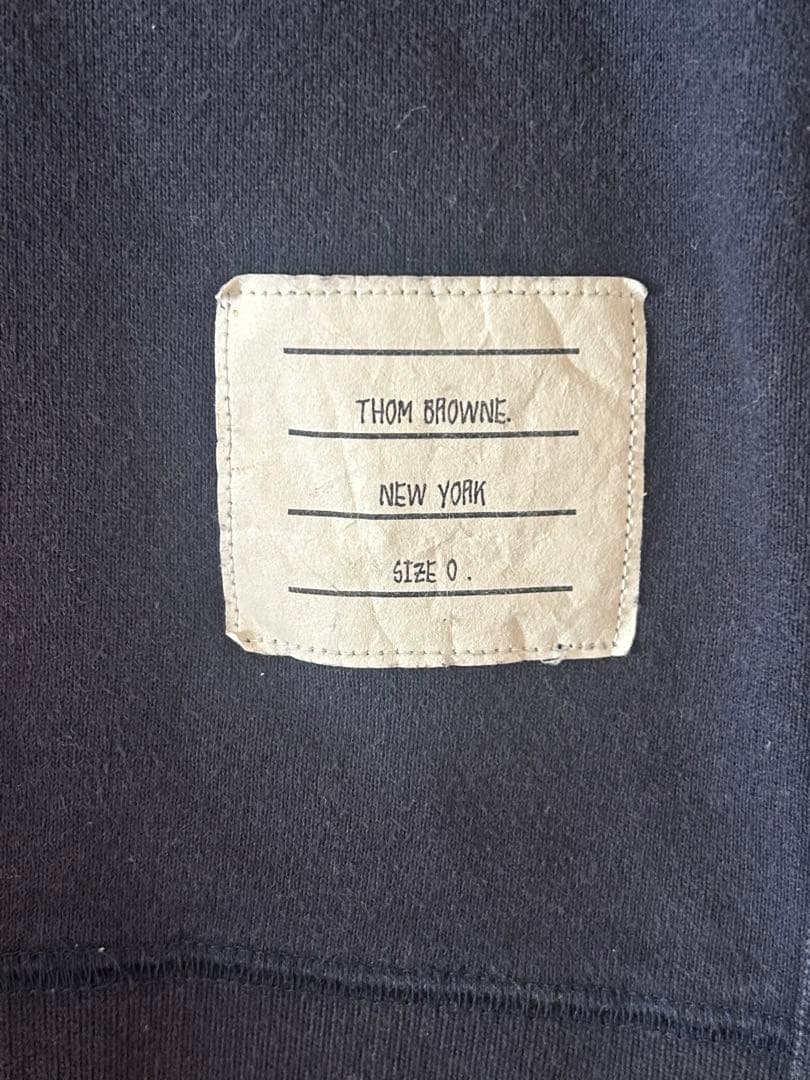 THOM BROWNE.
NEW YORK
SIZE 0 .